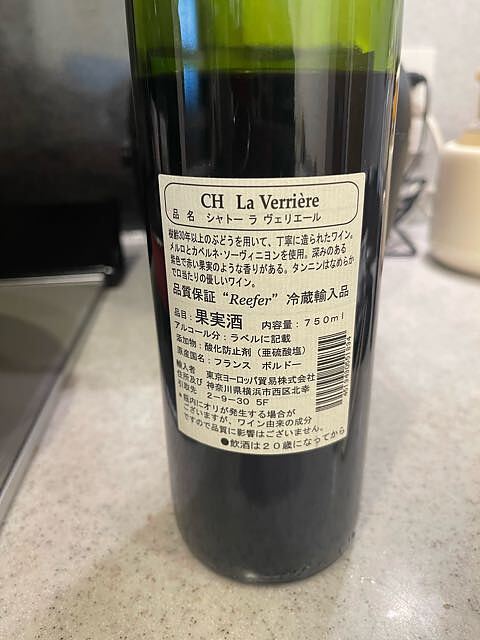 CH La Verrière
品 名 シャトー ラ ヴェリエール
樹齢30年以上のぶどうを用いて、丁寧に造られたワイン。
メルロとカベルネ・ソーヴィニヨンを使用。深みのある
紫色で赤い果実のような香りがある。タンニンはなめらか
で口当りの優しいワイン。
品質保証 “Reefer” 冷蔵輸入品
品目：果実酒 内容量：750ml
アルコール分：ラベルに記載
添加物：酸化防止剤（亜硫酸塩）
原産国名：フランス ボルドー
輸入者 東京ヨーロッパ貿易株式会社
住所及び 神奈川県横浜市西区北幸
引取先 2－9－30 5F
＊瓶内にオリが発生する場合が
ございますが、ワイン由来の成分
ですので品質に影響はございません。
●飲酒は20歳になってから